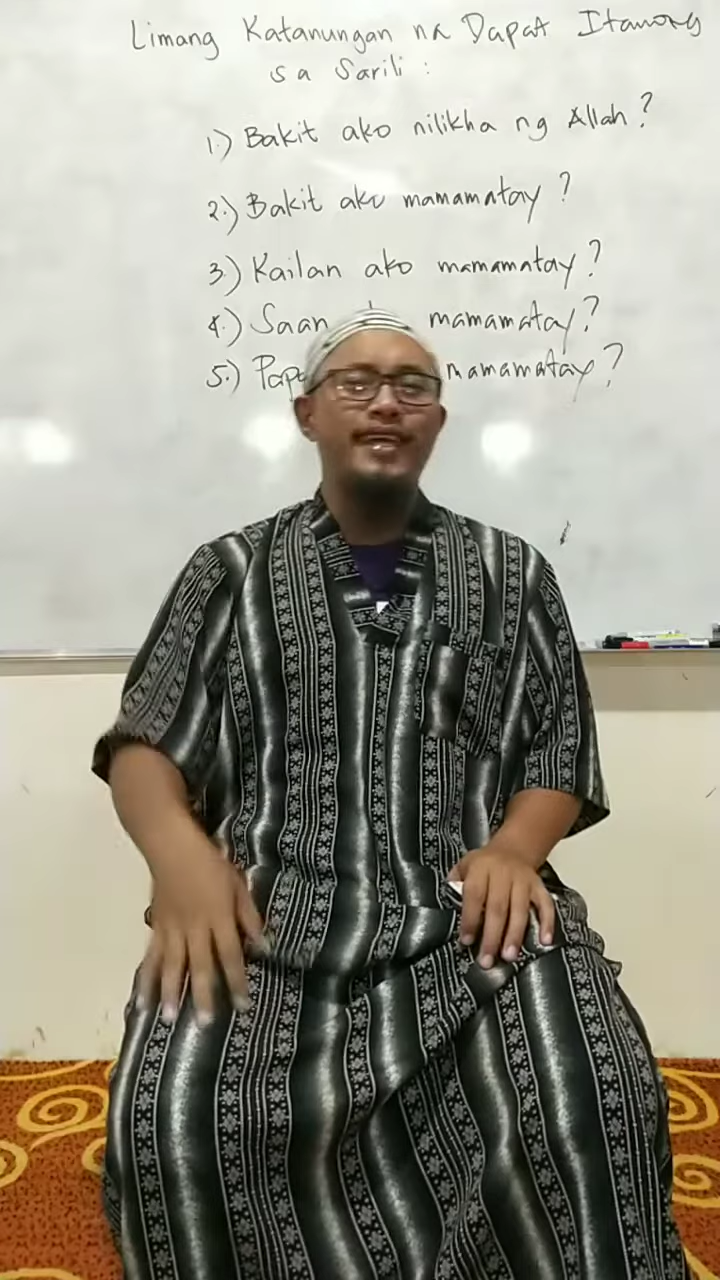 Limang Katanungan na Dapat Itanong
sa Sarili :
1.) Bakit ako nilikha ng Allah?
2.) Bakit ako mamamatay?
3.) Kailan ako mamamatay?
4.) Saan mamamatay?
5.) mamamatay?